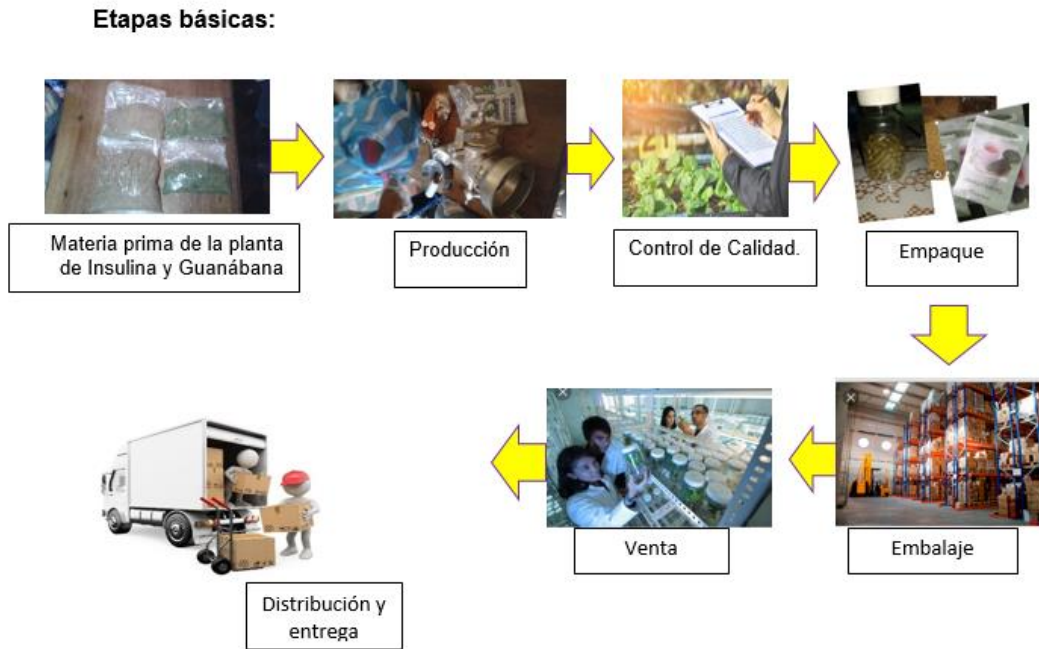 Etapas básicas:
Materia prima de la planta
de Insulina y Guanábana
Producción
Control de Calidad.
Empaque
Embalaje
Venta
Distribución y
entrega